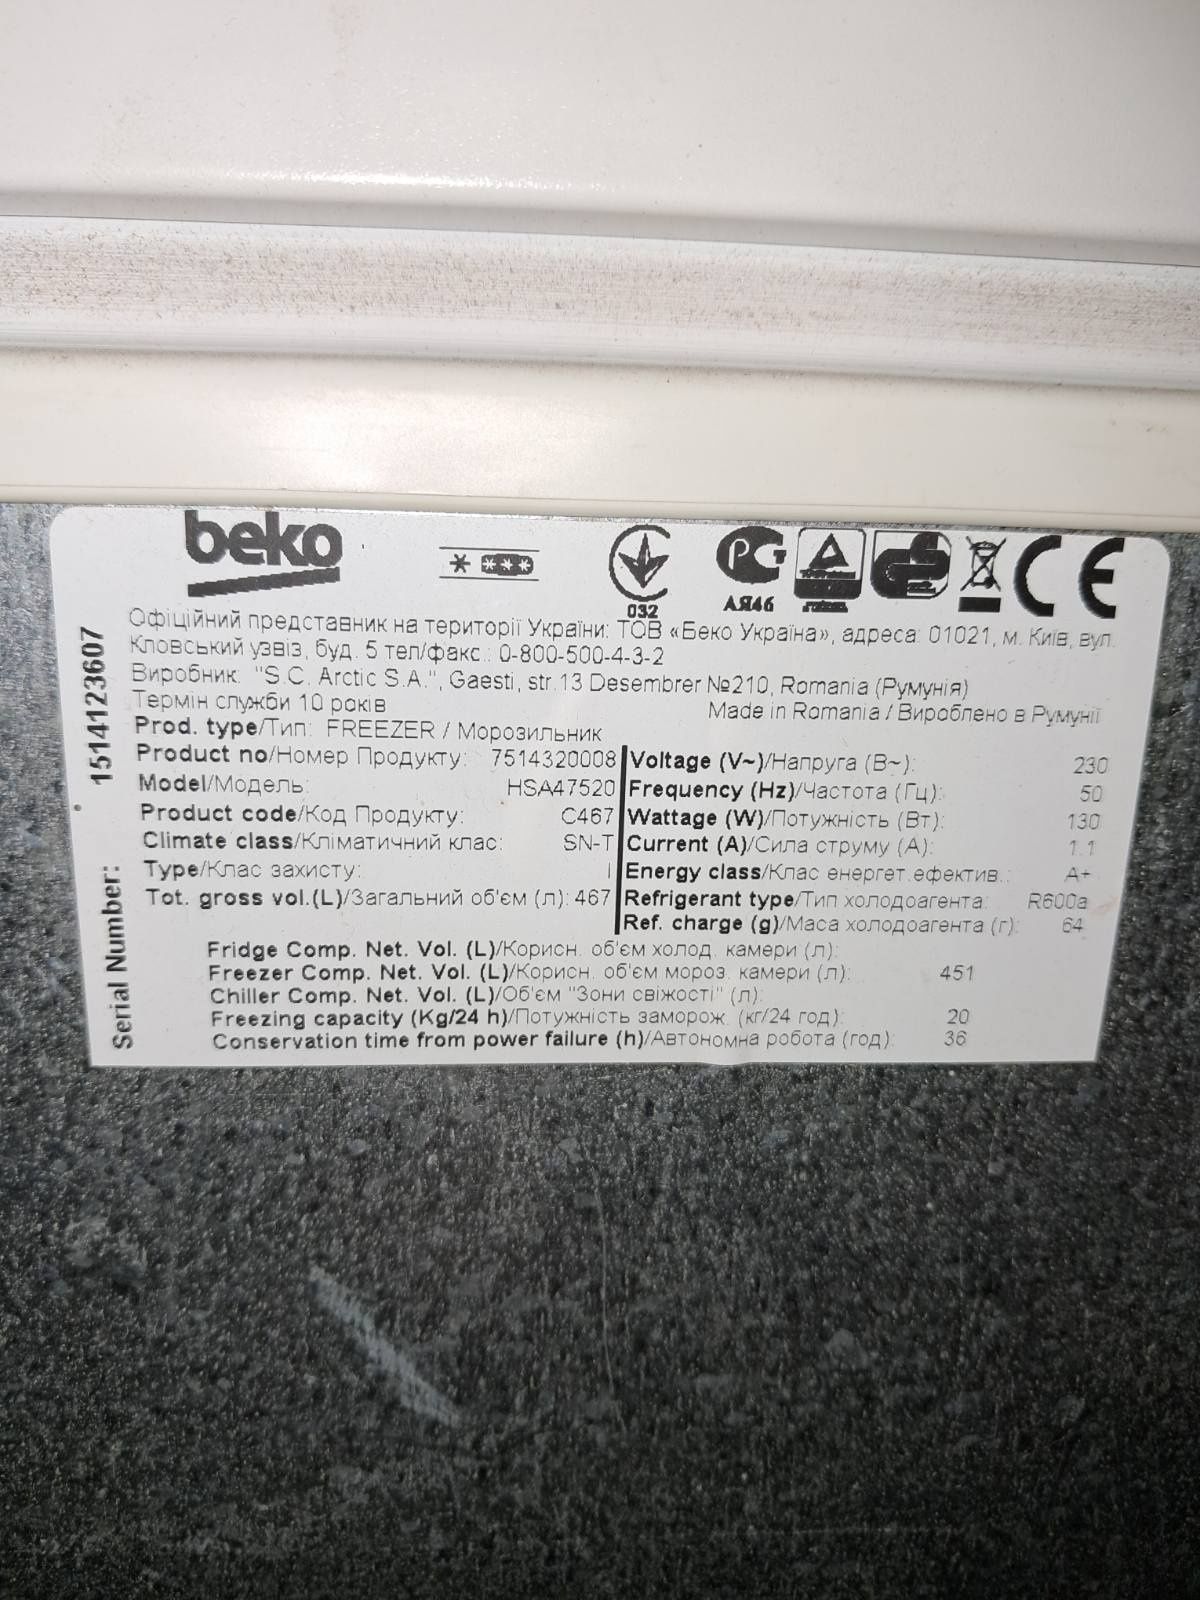 beko
032
АЯ46
CE
Офіційний представник на території України: ТОВ «Беко Україна», адреса: 01021, м. Київ, вул.
Кловський узвіз, буд. 5 тел/факс.: 0-800-500-4-3-2
Виробник: "S.C. Arctic S.A.", Gaesti, str.13 Desembrer №210, Romania (Румунія)
Термін служби 10 років
Made in Romania / Вироблено в Румунії
Prod. type/Тип: FREEZER / Морозильник
Product no/Номер Продукту: 7514320008
Model/Модель: HSA47520
Product code/Код Продукту: C467
Climate class/Кліматичний клас: SN-T
Type/Клас захисту: I
Tot. gross vol.(L)/Загальний об'єм (л): 467
Voltage (V~)/Напруга (В~): 230
Frequency (Hz)/Частота (Гц): 50
Wattage (W)/Потужність (Вт): 130
Current (A)/Сила струму (А): 1.1
Energy class/Клас енергет.ефектив.: A+
Refrigerant type/Тип холодоагента: R600a
Ref. charge (g)/Маса холодоагента (г): 64
Fridge Comp. Net. Vol. (L)/Корисн. об'єм холод. камери (л):
Freezer Comp. Net. Vol. (L)/Корисн. об'єм мороз. камери (л): 451
Chiller Comp. Net. Vol. (L)/Об'єм "Зони свіжості" (л):
Freezing capacity (Kg/24 h)/Потужність заморож. (кг/24 год): 20
Conservation time from power failure (h)/Автономна робота (год): 36
Serial Number: 1514123607